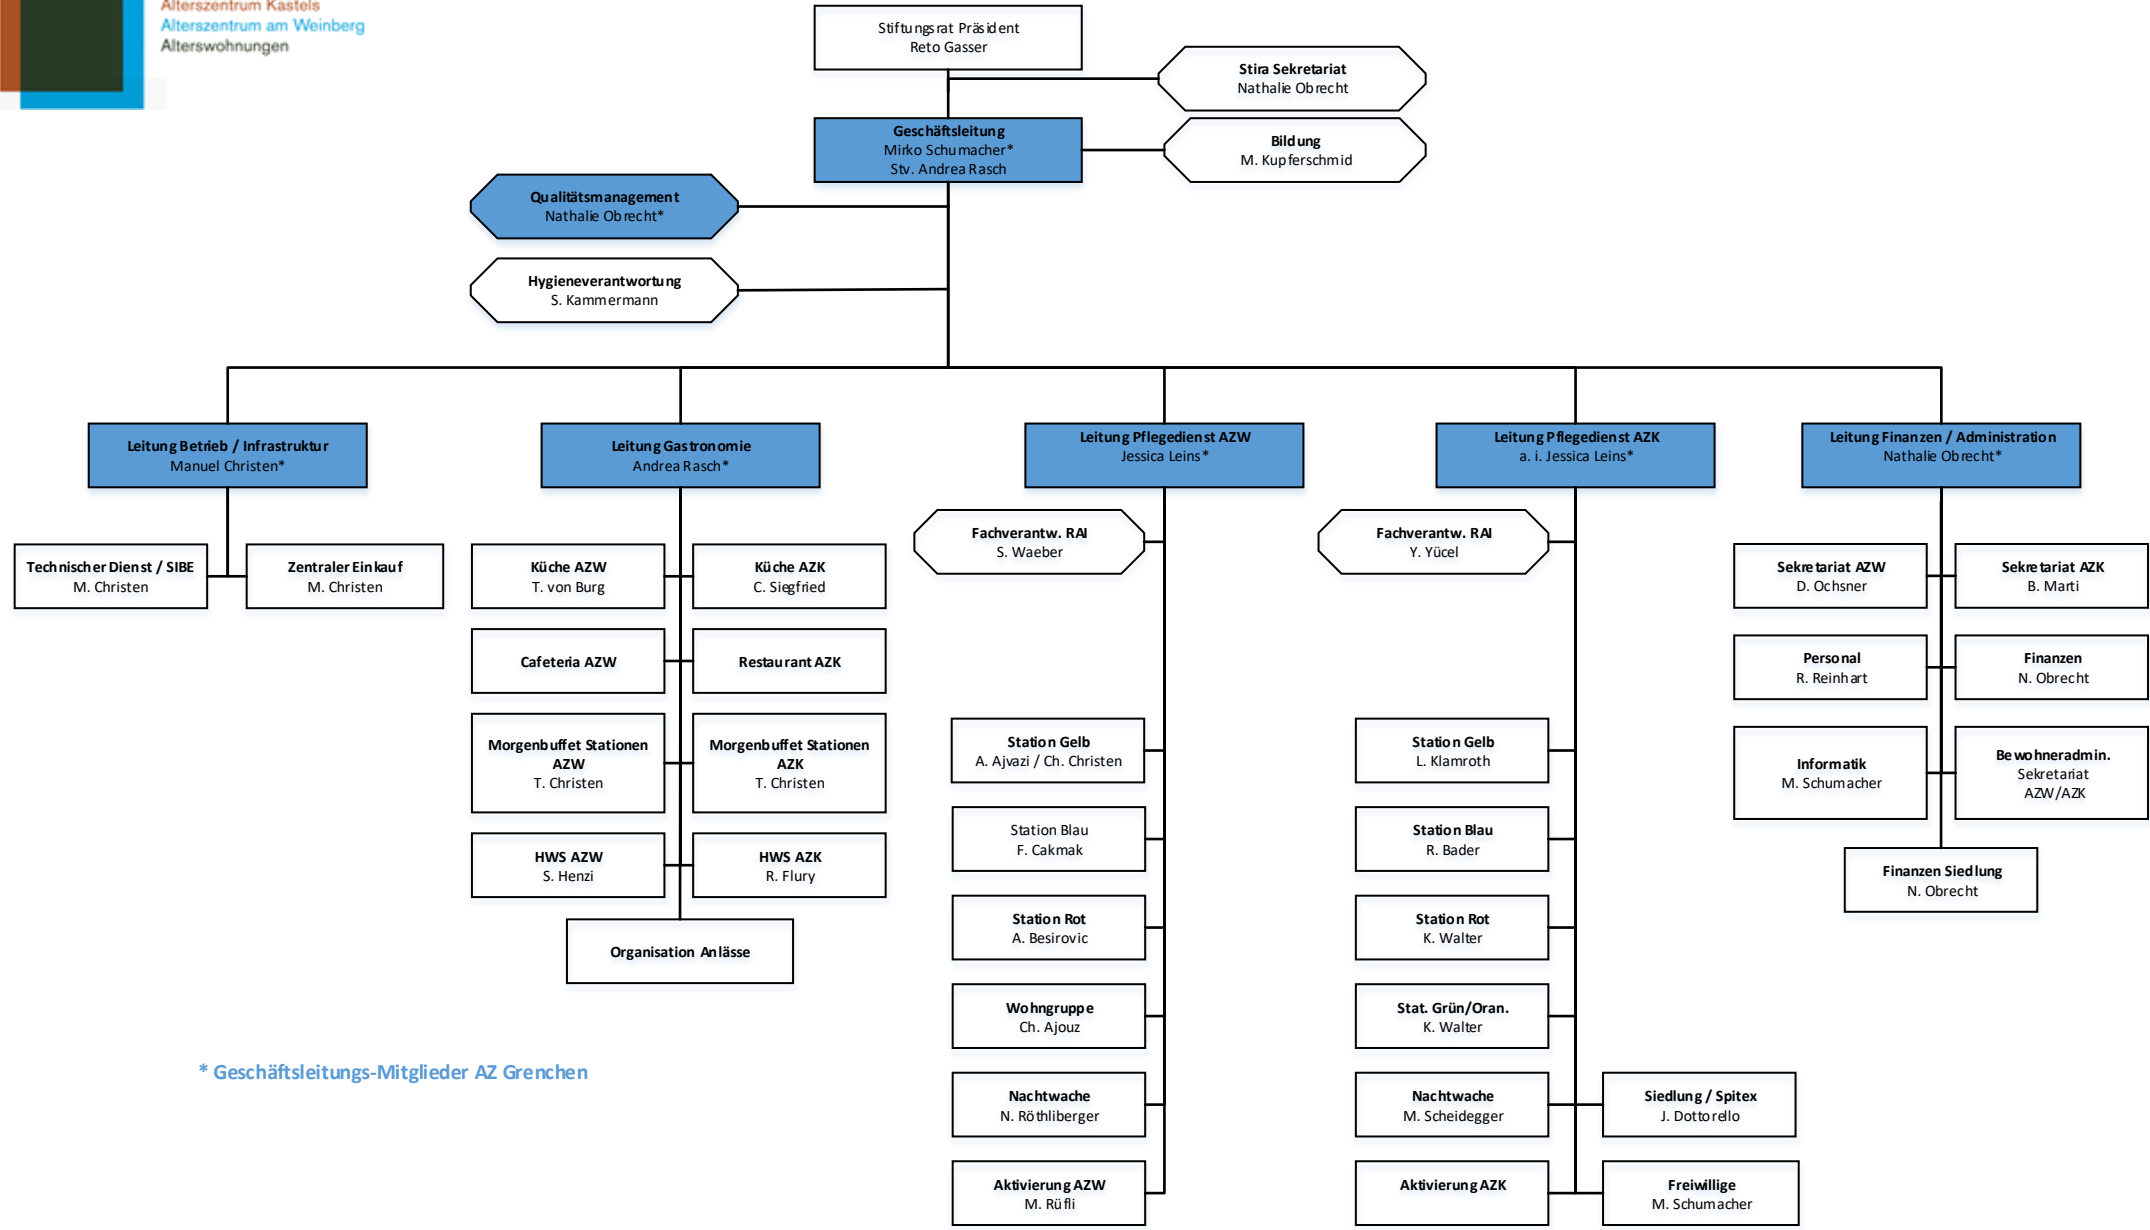 Alterszentrum Kastels
Alterszentrum am Weinberg
Alterswohnungen
Stiftungsrat Präsident
Reto Gasser
Stira Sekretariat
Nathalie Obrecht
Geschäftsleitung
Mirko Schumacher*
Stv. Andrea Rasch
Bildung
M. Kupferschmid
Qualitätsmanagement
Nathalie Obrecht*
Hygieneverantwortung
S. Kammermann
Leitung Betrieb / Infrastruktur
Manuel Christen*
Leitung Gastronomie
Andrea Rasch*
Leitung Pflegedienst AZW
Jessica Leins*
Leitung Pflegedienst AZK
a. i. Jessica Leins*
Leitung Finanzen / Administration
Nathalie Obrecht*
Technischer Dienst / SIBE
M. Christen
Zentraler Einkauf
M. Christen
Küche AZW
T. von Burg
Küche AZK
C. Siegfried
Cafeteria AZW
Restaurant AZK
Morgenbuffet Stationen
AZW
T. Christen
Morgenbuffet Stationen
AZK
T. Christen
HWS AZW
S. Henzi
HWS AZK
R. Flury
Organisation Anlässe
Fachverantw. RAI
S. Waeber
Station Gelb
A. Ajvazi / Ch. Christen
Station Blau
F. Cakmak
Station Rot
A. Besirovic
Wohngruppe
Ch. Ajouz
Nachtwache
N. Röthliberger
Aktivierung AZW
M. Rüfli
Fachverantw. RAI
Y. Yücel
Station Gelb
L. Klamroth
Station Blau
R. Bader
Station Rot
K. Walter
Stat. Grün/Oran.
K. Walter
Nachtwache
M. Scheidegger
Siedlung / Spitex
J. Dottorello
Aktivierung AZK
Freiwillige
M. Schumacher
Sekretariat AZW
D. Ochsner
Sekretariat AZK
B. Marti
Personal
R. Reinhart
Finanzen
N. Obrecht
Informatik
M. Schumacher
Bewohneradmin.
Sekretariat
AZW/AZK
Finanzen Siedlung
N. Obrecht
* Geschäftsleitungs-Mitglieder AZ Grenchen